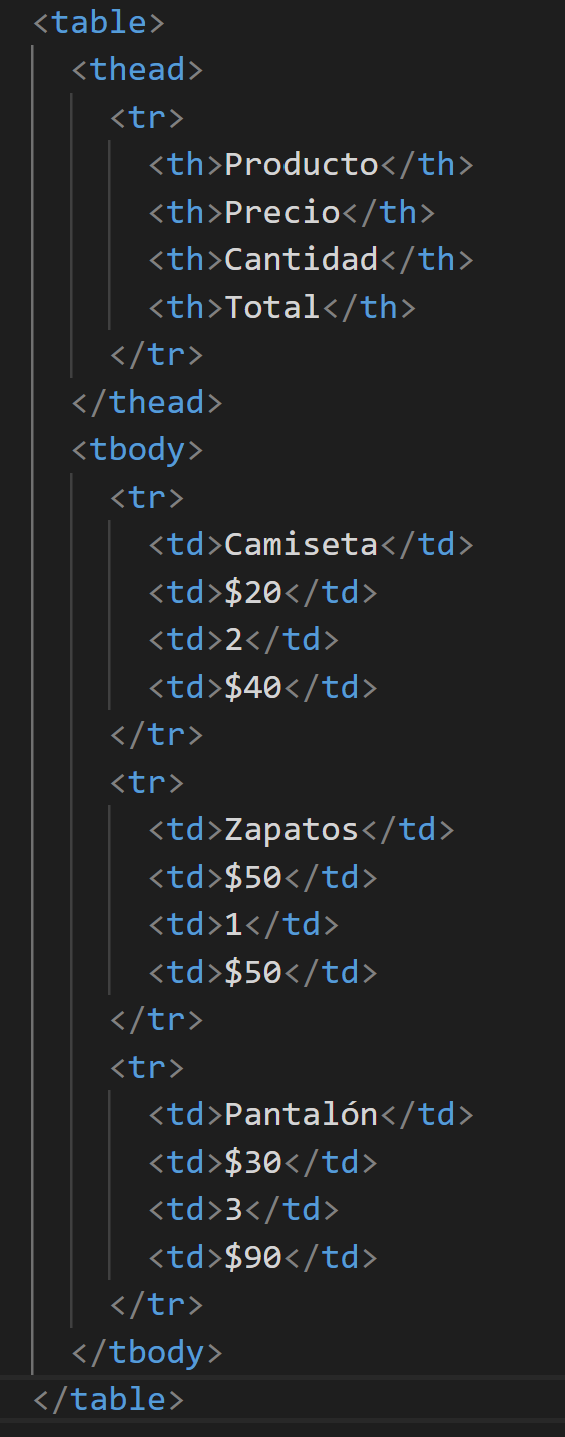 <table>
  <thead>
    <tr>
      <th>Producto</th>
      <th>Precio</th>
      <th>Cantidad</th>
      <th>Total</th>
    </tr>
  </thead>
  <tbody>
    <tr>
      <td>Camiseta</td>
      <td>$20</td>
      <td>2</td>
      <td>$40</td>
    </tr>
    <tr>
      <td>Zapatos</td>
      <td>$50</td>
      <td>1</td>
      <td>$50</td>
    </tr>
    <tr>
      <td>Pantalón</td>
      <td>$30</td>
      <td>3</td>
      <td>$90</td>
    </tr>
  </tbody>
</table>